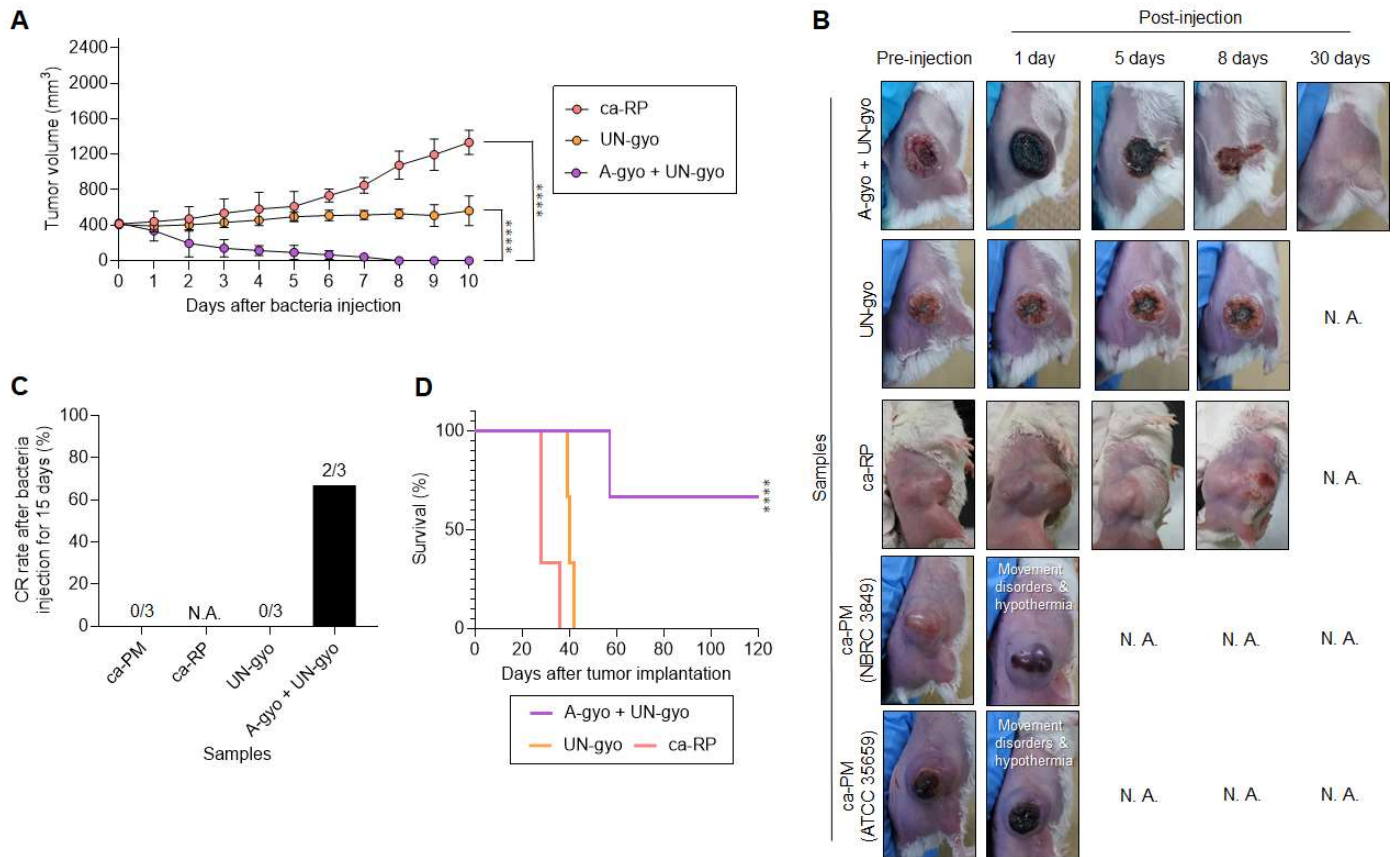 A
2400
2000
1600
1200
800
400
0
Tumor volume (mm³)
0 1 2 3 4 5 6 7 8 9 10
Days after bacteria injection
ca-RP
UN-gyo
A-gyo + UN-gyo
****
****
B
Post-injection
Pre-injection 1 day 5 days 8 days 30 days
Samples
A-gyo + UN-gyo
UN-gyo
N. A.
ca-RP
N. A.
ca-PM
(NBRC 3849)
Movement
disorders &
hypothermia
N. A. N. A. N. A.
ca-PM
(ATCC 35659)
Movement
disorders &
hypothermia
N. A. N. A. N. A.
C
CR rate after bacteria
injection for 15 days (%)
100
80
60
40
20
0
0/3 N.A. 0/3 2/3
ca-PM
ca-RP
UN-gyo
A-gyo + UN-gyo
Samples
D
Survival (%)
100
50
0
0 20 40 60 80 100 120
****
Days after tumor implantation
A-gyo + UN-gyo
UN-gyo ca-RP